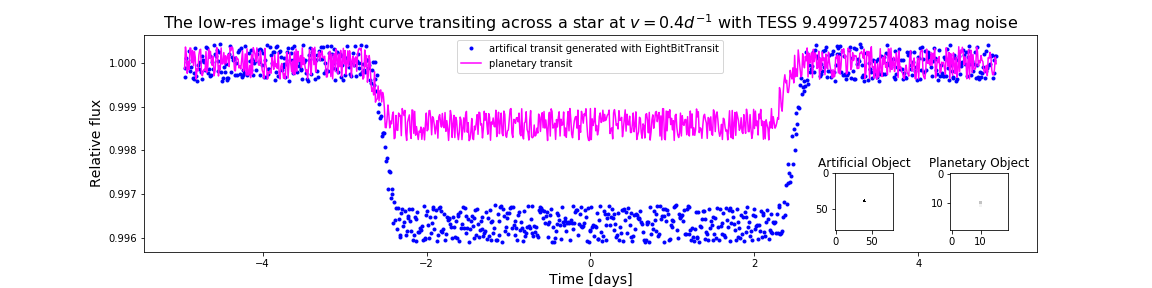 The low-res image's light curve transiting across a star at v = 0.4d⁻¹ with TESS 9.49972574083 mag noise
artifical transit generated with EightBitTransit
planetary transit
Relative flux
1.000
0.999
0.998
0.997
0.996
Artificial Object
0
50
0
50
Planetary Object
0
10
0
10
−4
−2
0
2
4
Time [days]